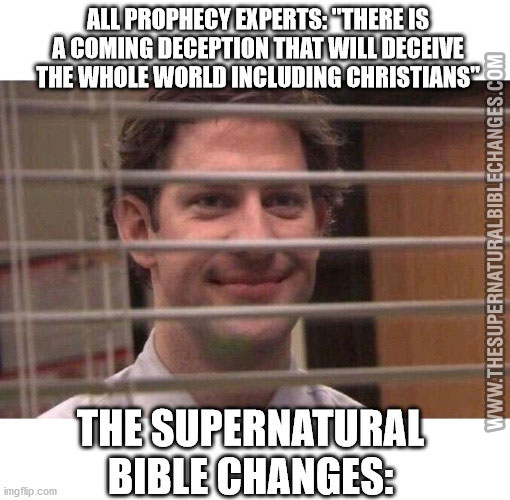 ALL PROPHECY EXPERTS: "THERE IS
A COMING DECEPTION THAT WILL DECEIVE
THE WHOLE WORLD INCLUDING CHRISTIANS"
WWW.THESUPERNATURALBIBLECHANGES.COM
THE SUPERNATURAL
BIBLE CHANGES:
imgflip.com